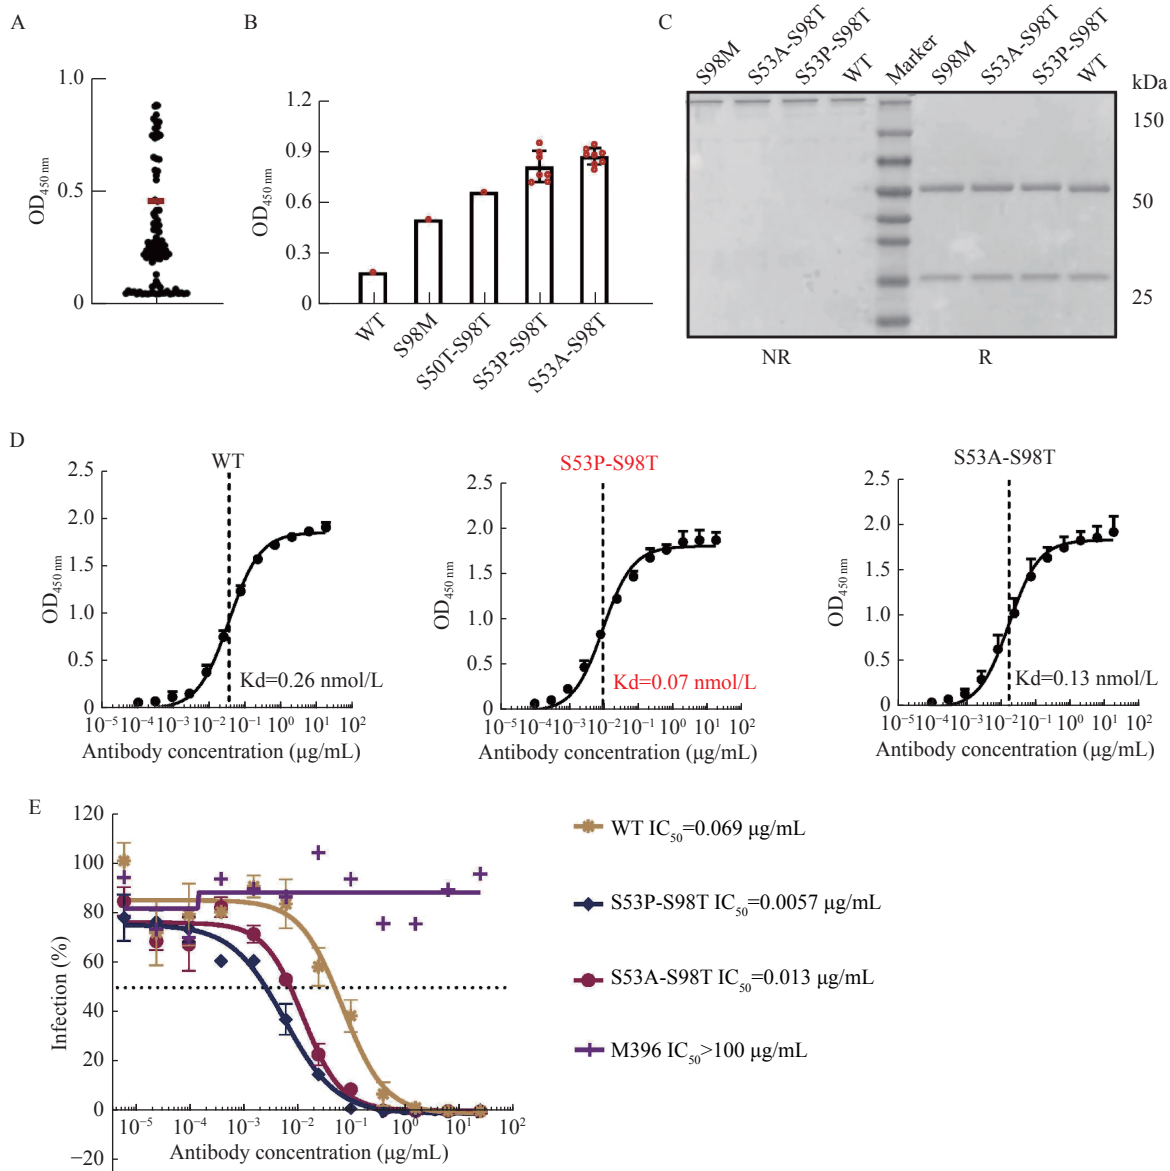 A
OD450 nm
1.0
0.5
0
B
OD450 nm
1.2
0.9
0.6
0.3
0
WT
S98M
S50T-S98T
S53P-S98T
S53A-S98T
C
S98M
S53A-S98T
S53P-S98T
WT
Marker
S98M
S53A-S98T
S53P-S98T
WT
kDa
150
50
25
NR
R
D
WT
OD450 nm
2.5
2.0
1.5
1.0
0.5
0
Kd=0.26 nmol/L
10−5 10−4 10−3 10−2 10−1 100 101 102
Antibody concentration (μg/mL)
S53P-S98T
OD450 nm
2.5
2.0
1.5
1.0
0.5
0
Kd=0.07 nmol/L
10−5 10−4 10−3 10−2 10−1 100 101 102
Antibody concentration (μg/mL)
S53A-S98T
OD450 nm
2.5
2.0
1.5
1.0
0.5
0
Kd=0.13 nmol/L
10−5 10−4 10−3 10−2 10−1 100 101 102
Antibody concentration (μg/mL)
E
Infection (%)
120
100
80
60
40
20
0
−20
10−5 10−4 10−3 10−2 10−1 100 101 102
Antibody concentration (μg/mL)
WT IC50=0.069 μg/mL
S53P-S98T IC50=0.0057 μg/mL
S53A-S98T IC50=0.013 μg/mL
M396 IC50>100 μg/mL